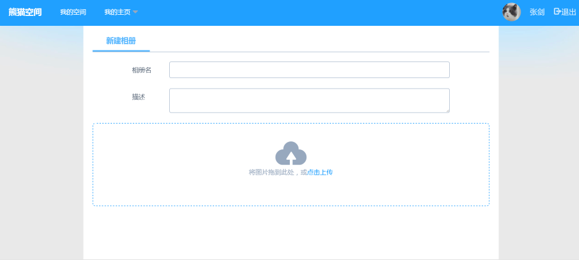 熊猫空间 我的空间 我的主页 张剑 退出
新建相册
相册名
描述
将图片拖到此处，或点击上传